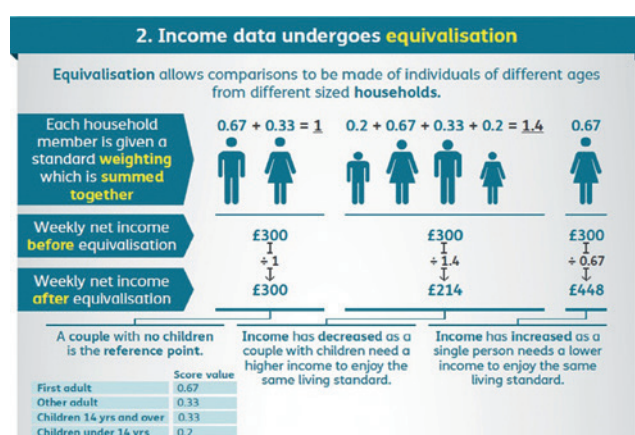 2. Income data undergoes equivalisation
Equivalisation allows comparisons to be made of individuals of different ages
from different sized households.
Each household
member is given a
standard weighting
which is summed
together
0.67 + 0.33 = 1
0.2 + 0.67 + 0.33 + 0.2 = 1.4
0.67
Weekly net income
before equivalisation
£300
£300
£300
÷ 1
÷ 1.4
÷ 0.67
Weekly net income
after equivalisation
£300
£214
£448
A couple with no children
is the reference point.
Income has decreased as a
couple with children need a
higher income to enjoy the
same living standard.
Income has increased as a
single person needs a lower
income to enjoy the same
living standard.
Score value
First adult 0.67
Other adult 0.33
Children 14 yrs and over 0.33
Children under 14 yrs 0.2